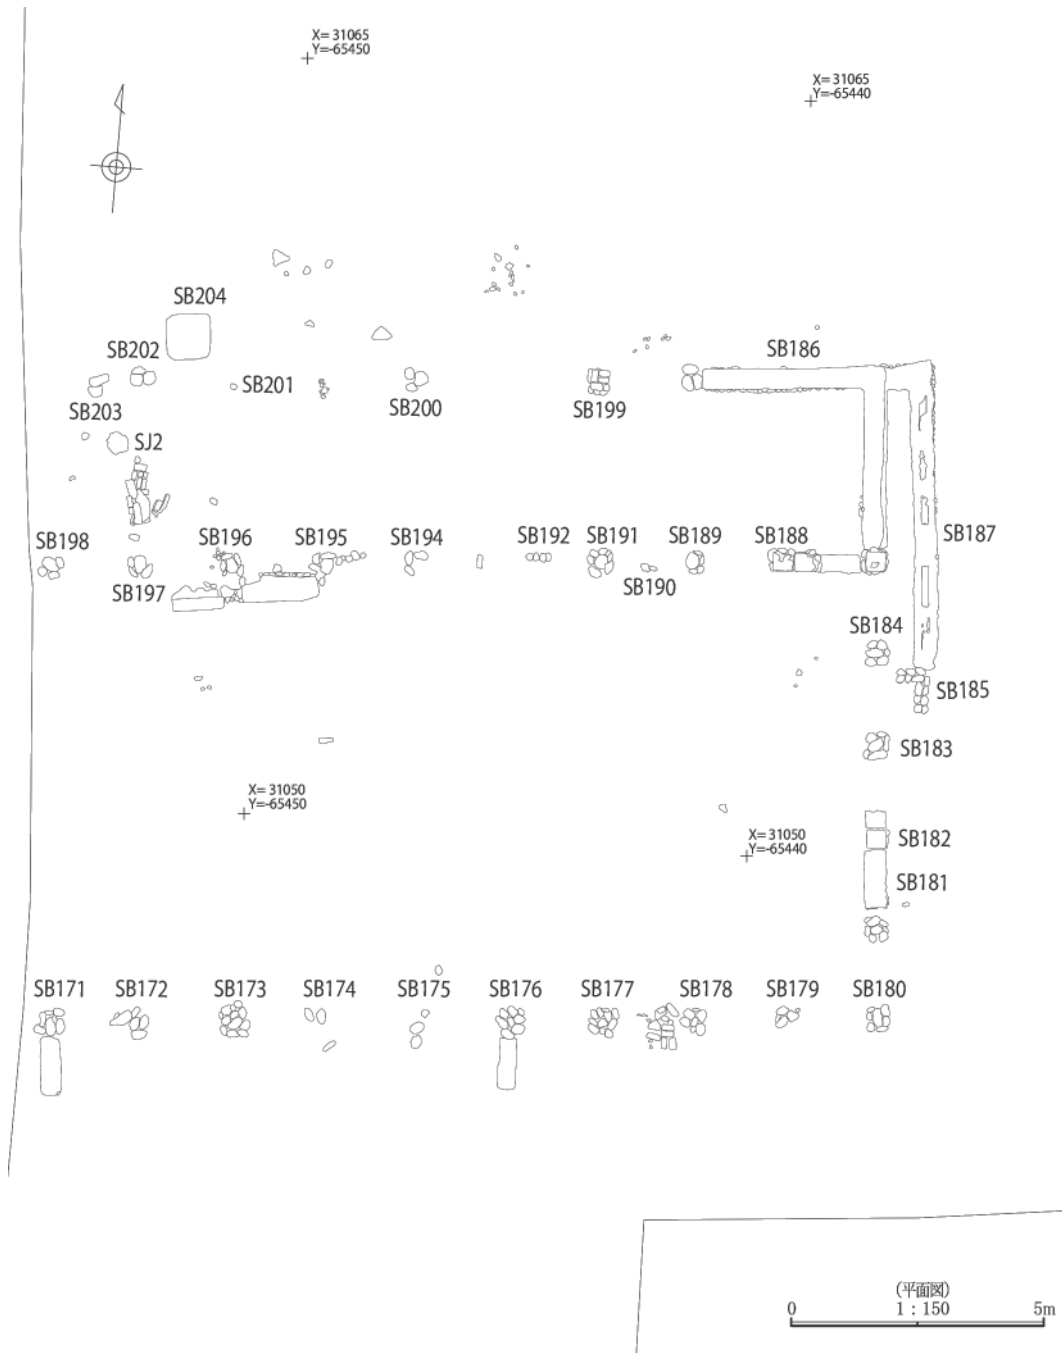 X= 31065
Y=-65450
X= 31065
Y=-65440
SB204
SB202
SB186
SB201
SB203
SB200
SB199
SJ2
SB198
SB196
SB195
SB194
SB192
SB191
SB189
SB188
SB187
SB197
SB190
SB184
SB185
SB183
X= 31050
Y=-65450
X= 31050
Y=-65440
SB182
SB181
SB171
SB172
SB173
SB174
SB175
SB176
SB177
SB178
SB179
SB180
(平面図)
0 1:150 5m